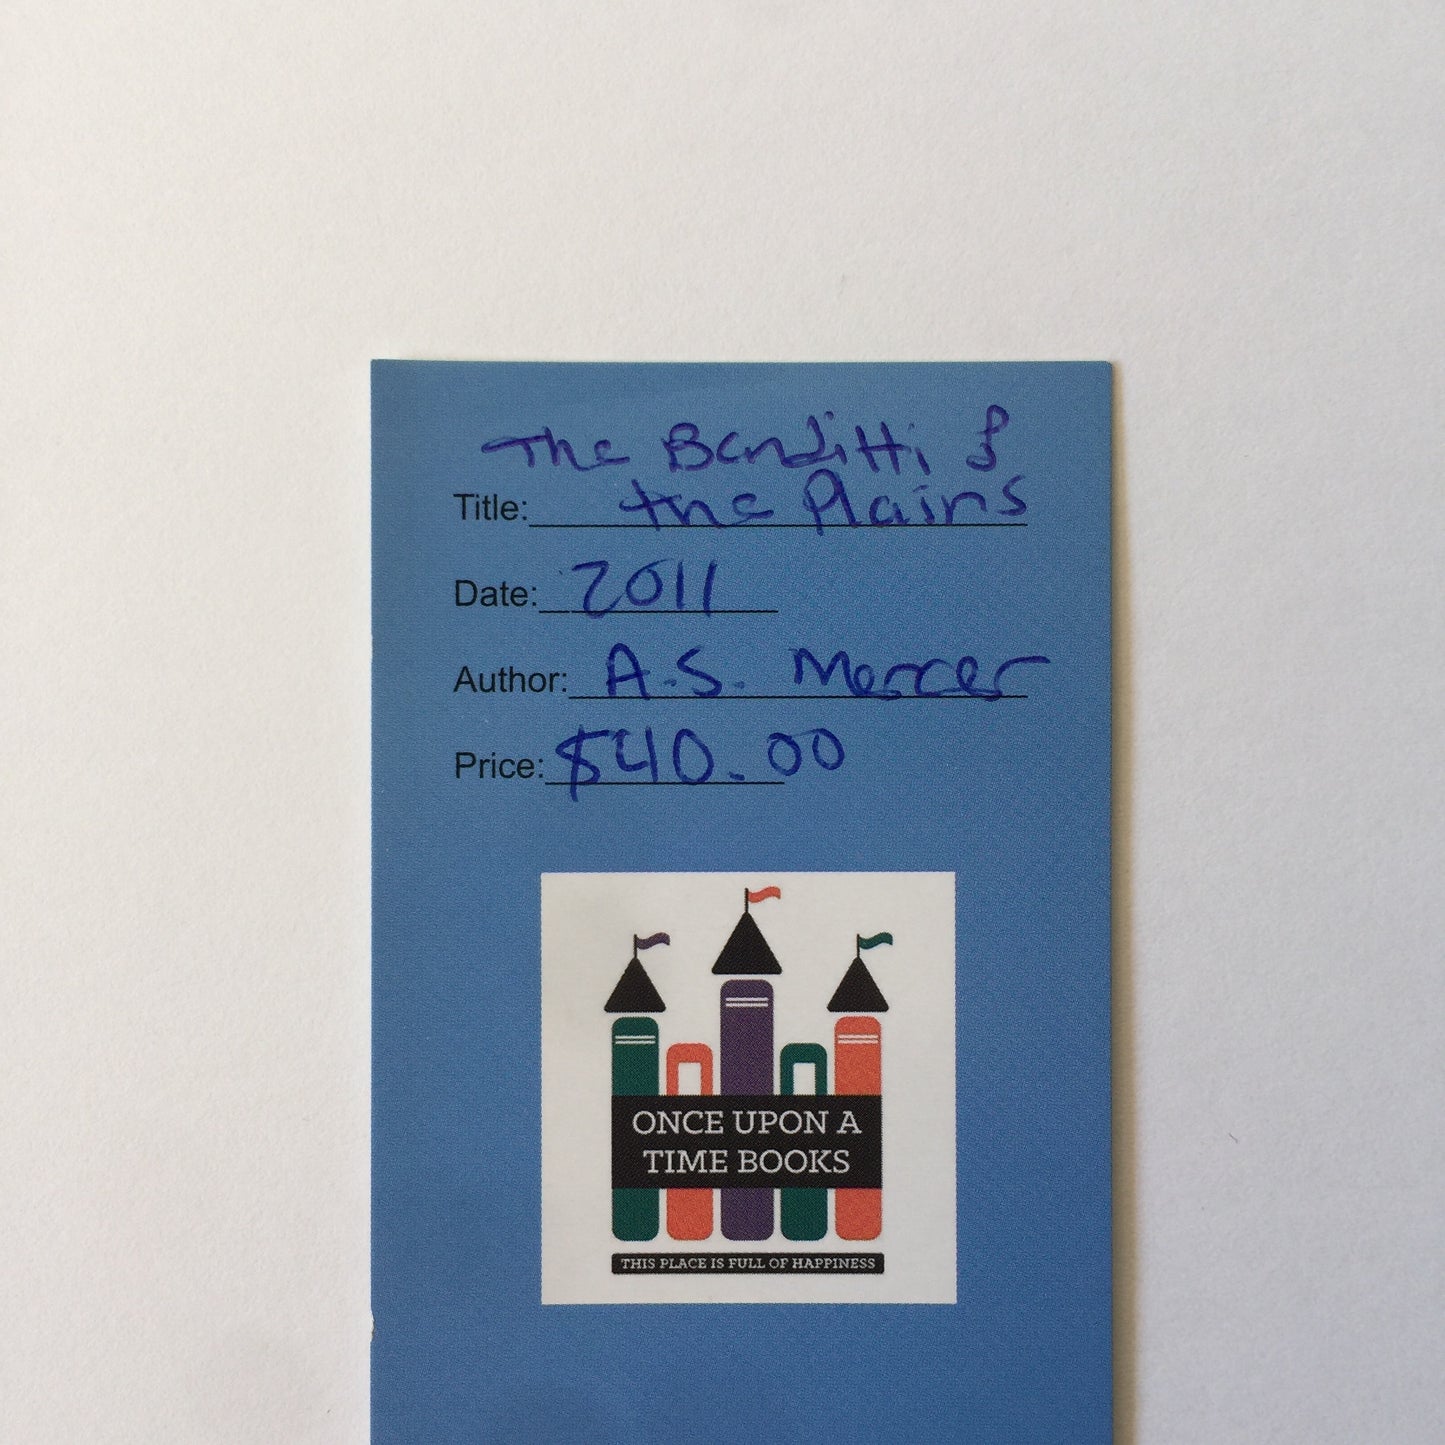 The Banditti of
Title: the Plains
Date: 2011
Author: A.S. Mercer
Price: $40.00
ONCE UPON A
TIME BOOKS
THIS PLACE IS FULL OF HAPPINESS